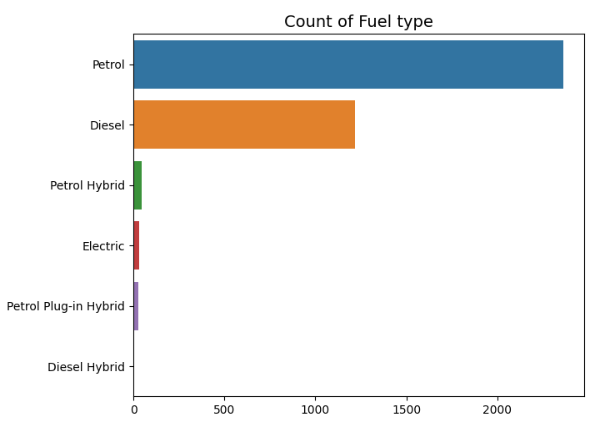 Count of Fuel type
Petrol
Diesel
Petrol Hybrid
Electric
Petrol Plug-in Hybrid
Diesel Hybrid
0 500 1000 1500 2000